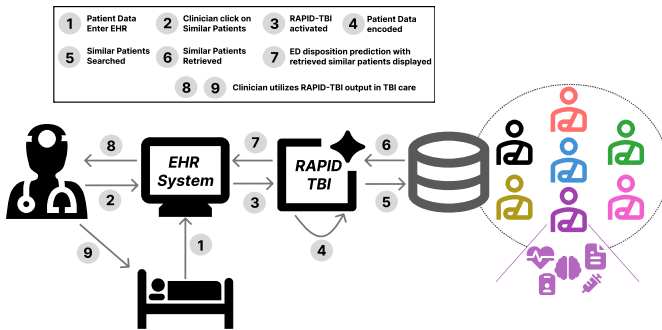 1 Patient Data
Enter EHR
2 Clinician click on
Similar Patients
3 RAPID-TBI
activated
4 Patient Data
encoded
5 Similar Patients
Searched
6 Similar Patients
Retrieved
7 ED disposition prediction with
retrieved similar patients displayed
8 9 Clinician utilizes RAPID-TBI output in TBI care
8
2
9
EHR
System
1
7
3
RAPID
TBI
4
6
5